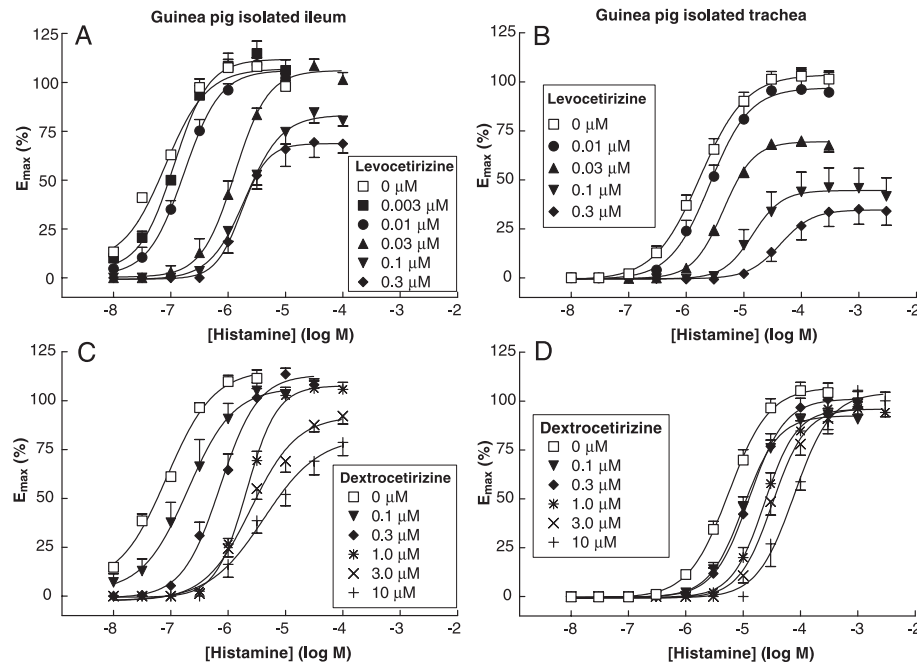 Guinea pig isolated ileum
Guinea pig isolated trachea
A
Emax (%)
125
100
75
50
25
0
Levocetirizine
0 µM
0.003 µM
0.01 µM
0.03 µM
0.1 µM
0.3 µM
-8 -7 -6 -5 -4 -3 -2
[Histamine] (log M)
B
Emax (%)
125
100
75
50
25
0
Levocetirizine
0 µM
0.01 µM
0.03 µM
0.1 µM
0.3 µM
-8 -7 -6 -5 -4 -3 -2
[Histamine] (log M)
C
Emax (%)
125
100
75
50
25
0
Dextrocetirizine
0 µM
0.1 µM
0.3 µM
1.0 µM
3.0 µM
10 µM
-8 -7 -6 -5 -4 -3 -2
[Histamine] (log M)
D
Emax (%)
125
100
75
50
25
0
Dextrocetirizine
0 µM
0.1 µM
0.3 µM
1.0 µM
3.0 µM
10 µM
-8 -7 -6 -5 -4 -3 -2
[Histamine] (log M)